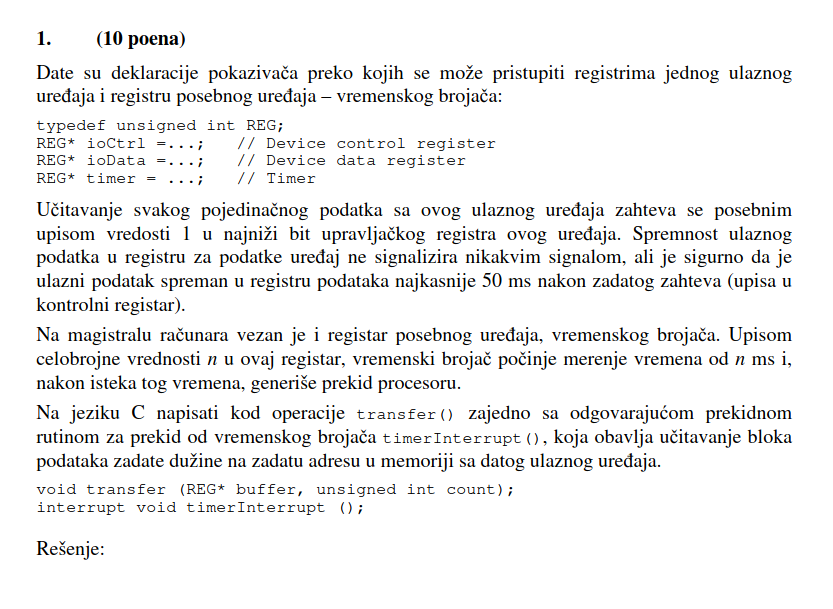 1. (10 poena)
Date su deklaracije pokazivača preko kojih se može pristupiti registrima jednog ulaznog
uređaja i registru posebnog uređaja – vremenskog brojača:
typedef unsigned int REG;
REG* ioCtrl =...; // Device control register
REG* ioData =...; // Device data register
REG* timer = ...; // Timer
Učitavanje svakog pojedinačnog podatka sa ovog ulaznog uređaja zahteva se posebnim
upisom vredosti 1 u najniži bit upravljačkog registra ovog uređaja. Spremnost ulaznog
podatka u registru za podatke uređaj ne signalizira nikakvim signalom, ali je sigurno da je
ulazni podatak spreman u registru podataka najkasnije 50 ms nakon zadatog zahteva (upisa u
kontrolni registar).
Na magistralu računara vezan je i registar posebnog uređaja, vremenskog brojača. Upisom
celobrojne vrednosti n u ovaj registar, vremenski brojač počinje merenje vremena od n ms i,
nakon isteka tog vremena, generiše prekid procesoru.
Na jeziku C napisati kod operacije transfer() zajedno sa odgovarajućom prekidnom
rutinom za prekid od vremenskog brojača timerInterrupt(), koja obavlja učitavanje bloka
podataka zadate dužine na zadatu adresu u memoriji sa datog ulaznog uređaja.
void transfer (REG* buffer, unsigned int count);
interrupt void timerInterrupt ();
Rešenje: